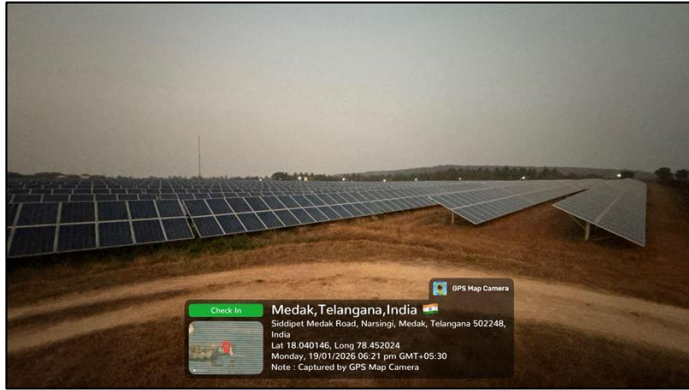 GPS Map Camera
Check In
Medak,Telangana,India
Siddipet Medak Road, Narsingi, Medak, Telangana 502248,
India
Lat 18.040146, Long 78.452024
Monday, 19/01/2026 06:21 pm GMT+05:30
Note : Captured by GPS Map Camera